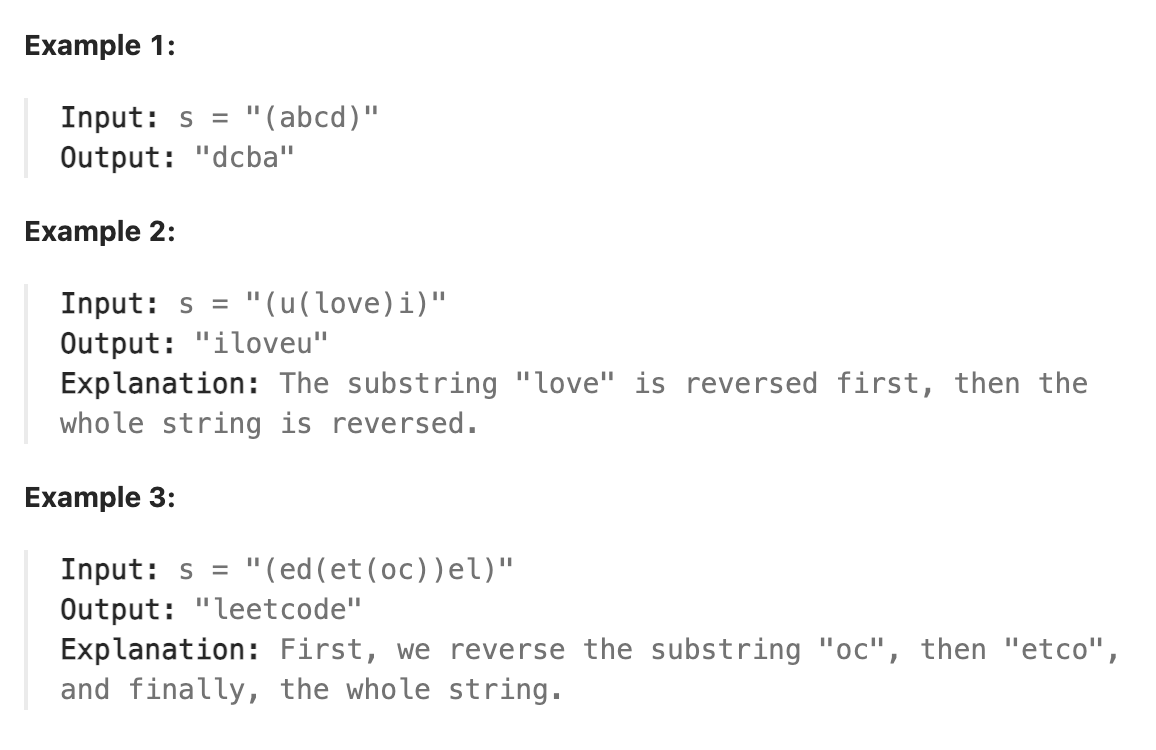 Example 1:
Input: s = "(abcd)"
Output: "dcba"
Example 2:
Input: s = "(u(love)i)"
Output: "iloveu"
Explanation: The substring "love" is reversed first, then the
whole string is reversed.
Example 3:
Input: s = "(ed(et(oc))el)"
Output: "leetcode"
Explanation: First, we reverse the substring "oc", then "etco",
and finally, the whole string.